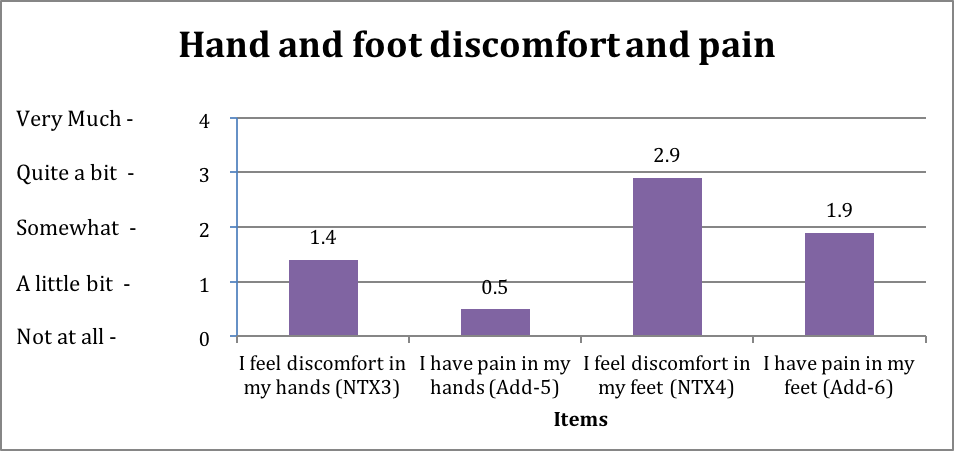 Hand and foot discomfort and pain
Very Much - 4
Quite a bit - 3
Somewhat - 2
A little bit - 1
Not at all - 0
1.4
0.5
2.9
1.9
I feel discomfort in
my hands (NTX3)
I have pain in my
hands (Add-5)
I feel discomfort in
my feet (NTX4)
I have pain in my
feet (Add-6)
Items